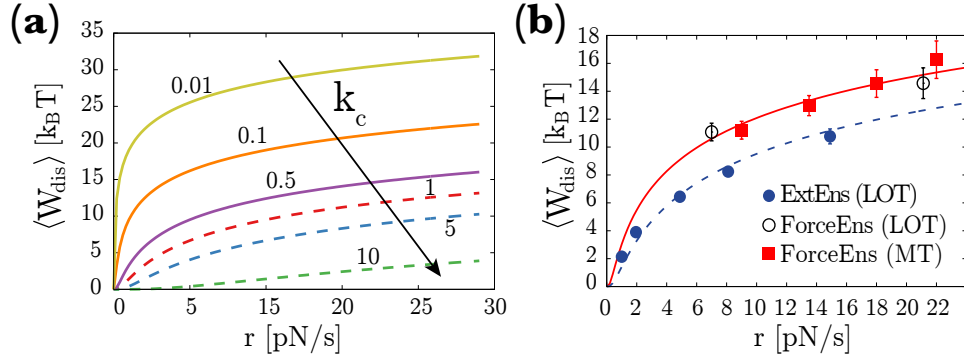 (a)
⟨W_dis⟩ [k_B T]
35
30
25
20
15
10
5
0
0 5 15 20 25 30
r [pN/s]
0.01
0.1
0.5
1
5
10
k_c
(b)
⟨W_dis⟩ [k_B T]
18
16
14
12
10
8
6
4
2
0
0 2 4 6 8 10 12 14 16 18 20 22
r [pN/s]
ExtEns (LOT)
ForceEns (LOT)
ForceEns (MT)